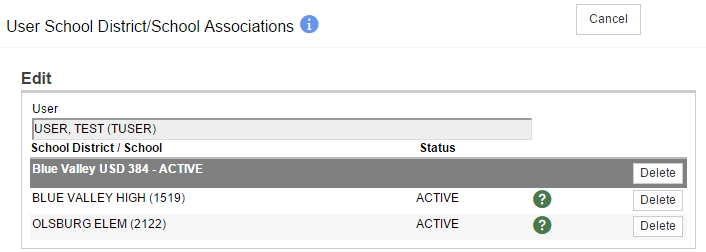 User School District/School Associations i
Cancel
Edit
User
USER, TEST (TUSER)
School District / School Status
Blue Valley USD 384 - ACTIVE Delete
BLUE VALLEY HIGH (1519) ACTIVE ? Delete
OLSBURG ELEM (2122) ACTIVE ? Delete